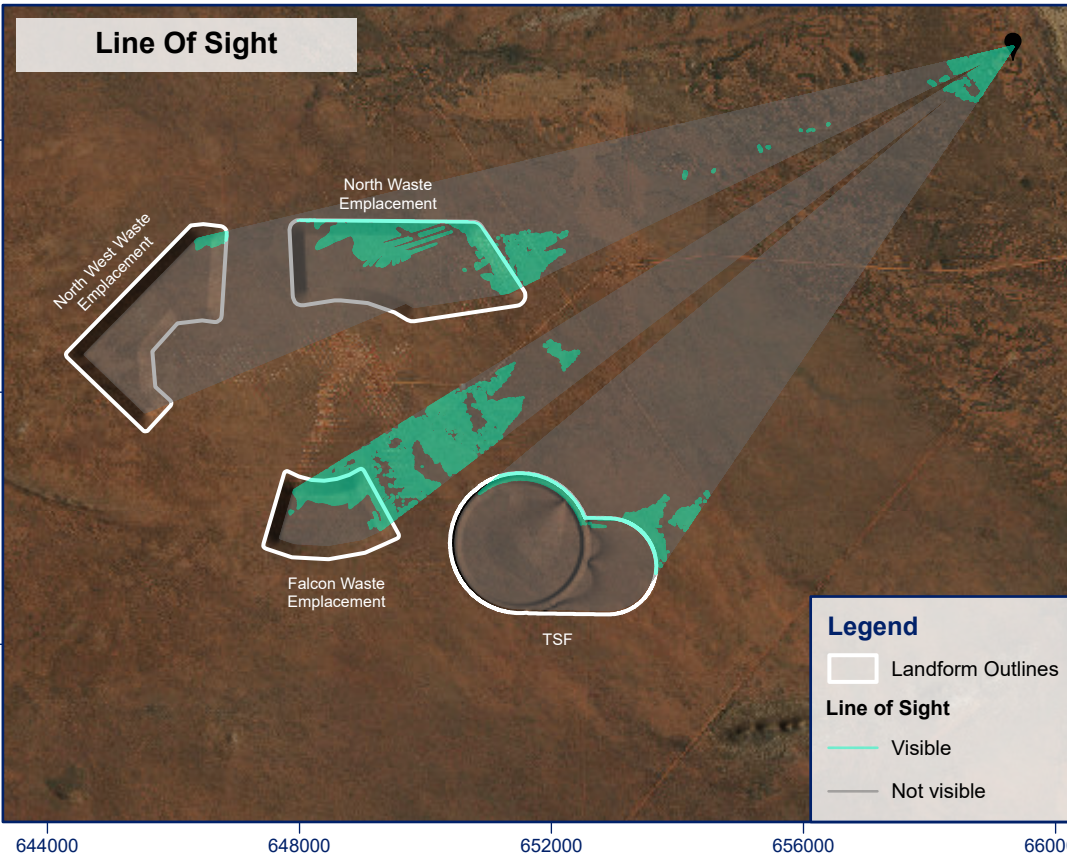 Line Of Sight
North Waste
Emplacement
North West Waste
Emplacement
Falcon Waste
Emplacement
TSF
Legend
Landform Outlines
Line of Sight
Visible
Not visible
644000
648000
652000
656000